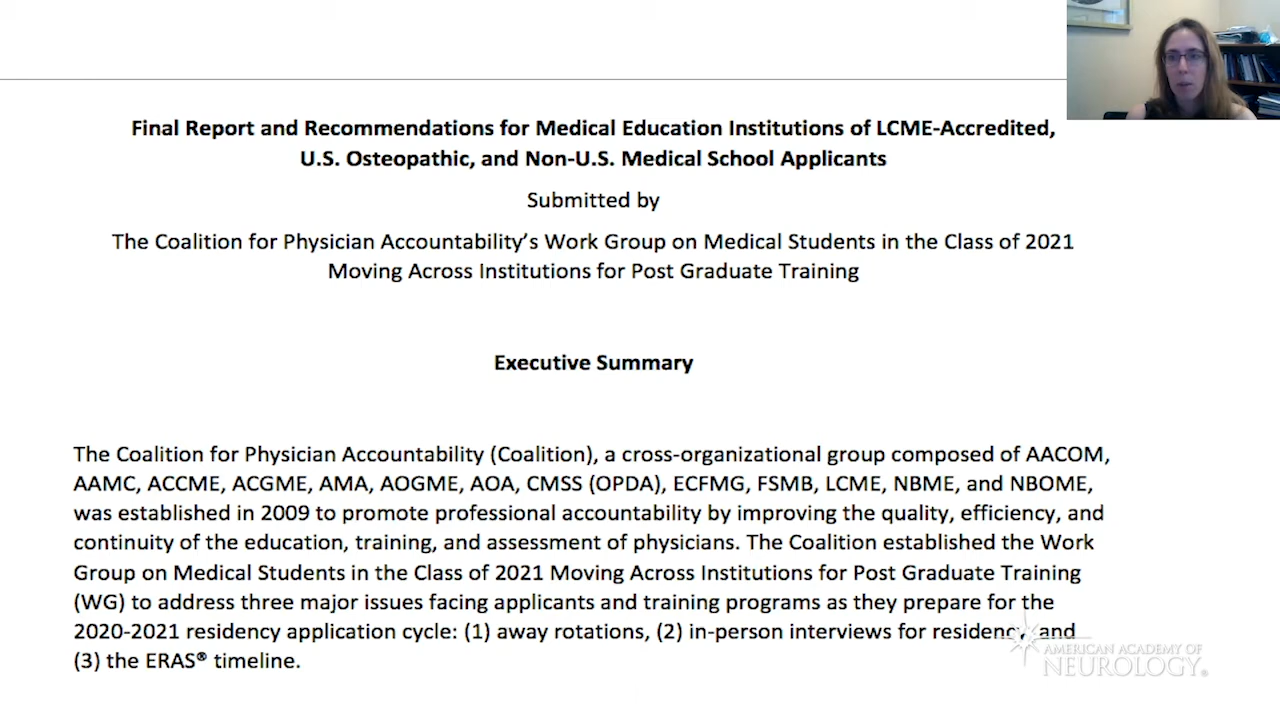 Final Report and Recommendations for Medical Education Institutions of LCME-Accredited,
U.S. Osteopathic, and Non-U.S. Medical School Applicants
Submitted by
The Coalition for Physician Accountability’s Work Group on Medical Students in the Class of 2021
Moving Across Institutions for Post Graduate Training
Executive Summary
The Coalition for Physician Accountability (Coalition), a cross-organizational group composed of AACOM,
AAMC, ACCME, ACGME, AMA, AOGME, AOA, CMSS (OPDA), ECFMG, FSMB, LCME, NBME, and NBOME,
was established in 2009 to promote professional accountability by improving the quality, efficiency, and
continuity of the education, training, and assessment of physicians. The Coalition established the Work
Group on Medical Students in the Class of 2021 Moving Across Institutions for Post Graduate Training
(WG) to address three major issues facing applicants and training programs as they prepare for the
2020-2021 residency application cycle: (1) away rotations, (2) in-person interviews for residency, and
(3) the ERAS® timeline.
AMERICAN ACADEMY OF
NEUROLOGY®